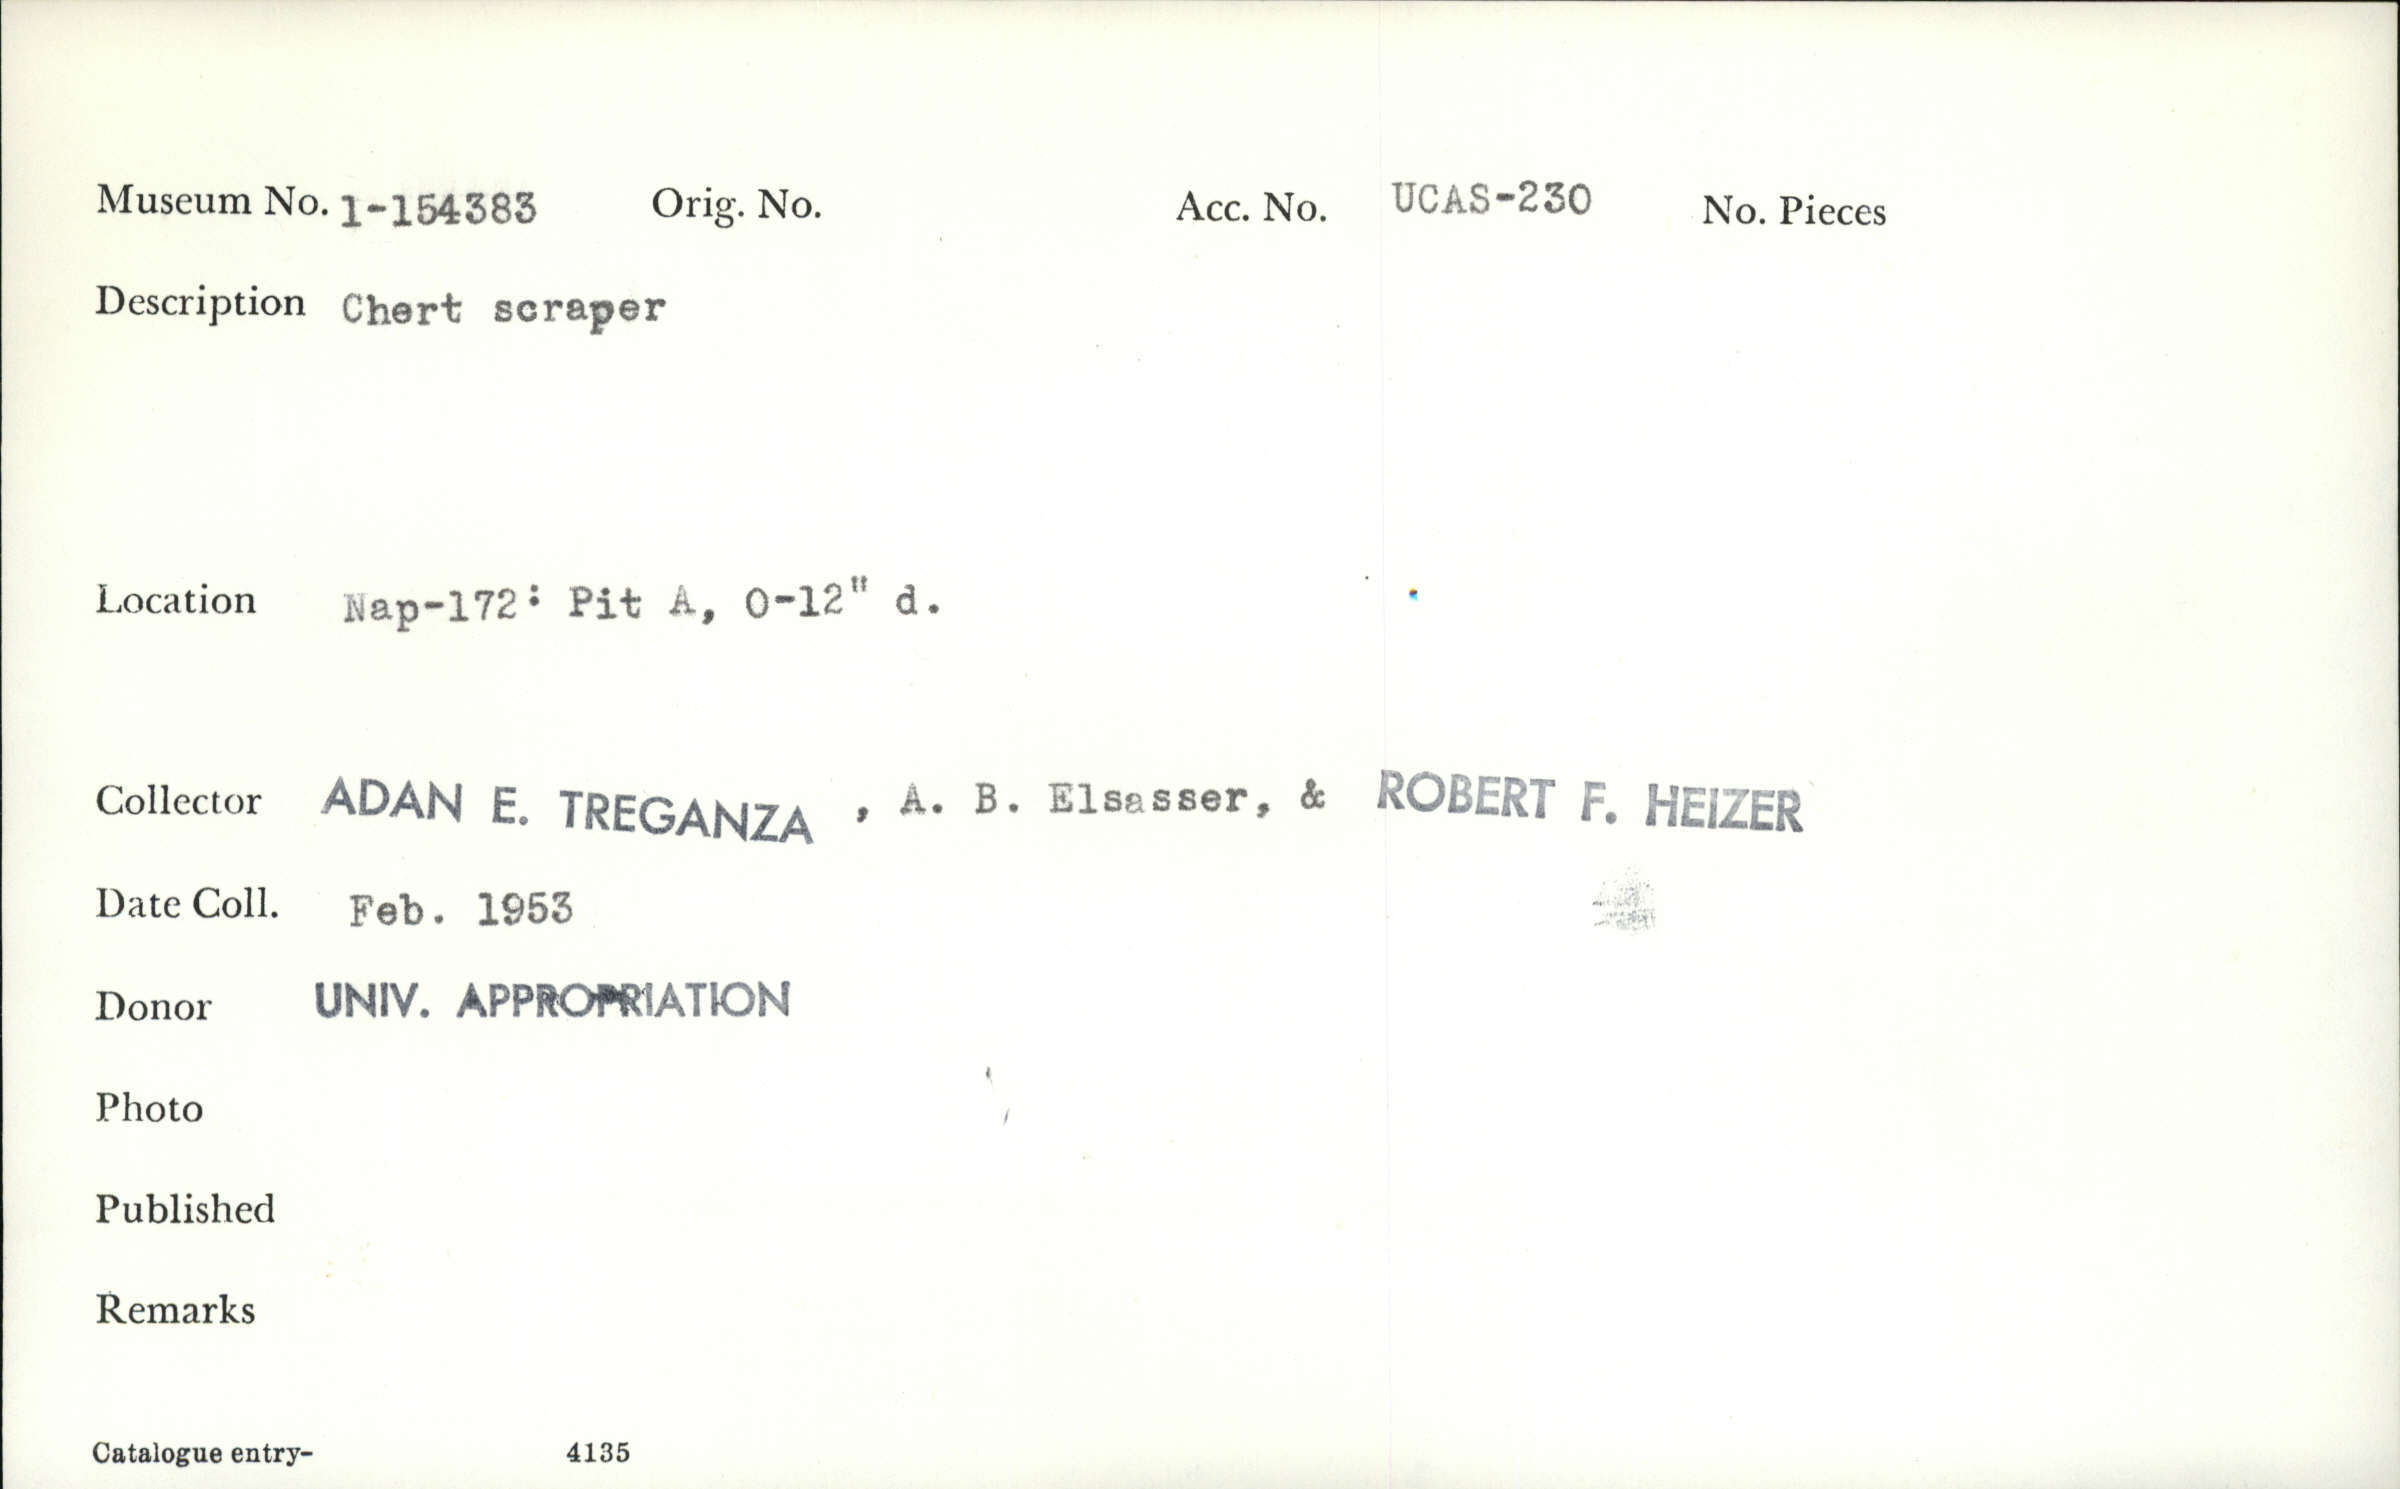 Museum No. 1-154383 Orig. No. Acc. No. UCAS-230 No. Pieces
Description Chert scraper
Location Nap-172: Pit A, 0-12" d.
Collector ADAN E. TREGANZA , A. B. Elsasser, & ROBERT F. HEIZER
Date Coll. Feb. 1953
Donor UNIV. APPROPRIATION
Photo
Published
Remarks
Catalogue entry- 4135